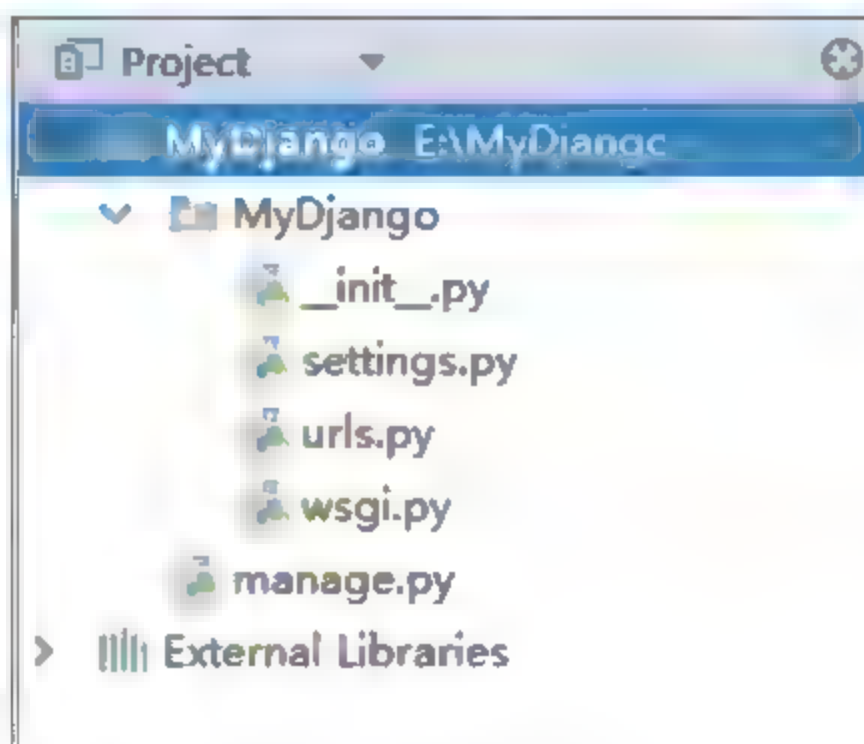 Project
MyDjango E:\MyDjango
MyDjango
__init__.py
settings.py
urls.py
wsgi.py
manage.py
External Libraries